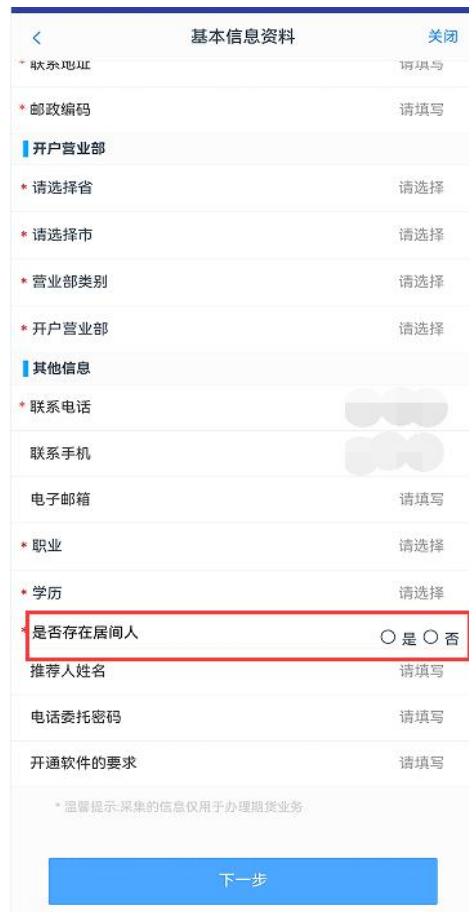 < 基本信息资料 关闭
* 联系地址 请填写
* 邮政编码 请填写
开户营业部
* 请选择省 请选择
* 请选择市 请选择
* 营业部类别 请选择
* 开户营业部 请选择
其他信息
* 联系电话
联系手机
电子邮箱 请填写
* 职业 请选择
* 学历 请选择
* 是否存在居间人 是 否
推荐人姓名 请填写
电话委托密码 请填写
开通软件的要求 请填写
* 温馨提示:采集的信息仅用于办理期货业务
下一步